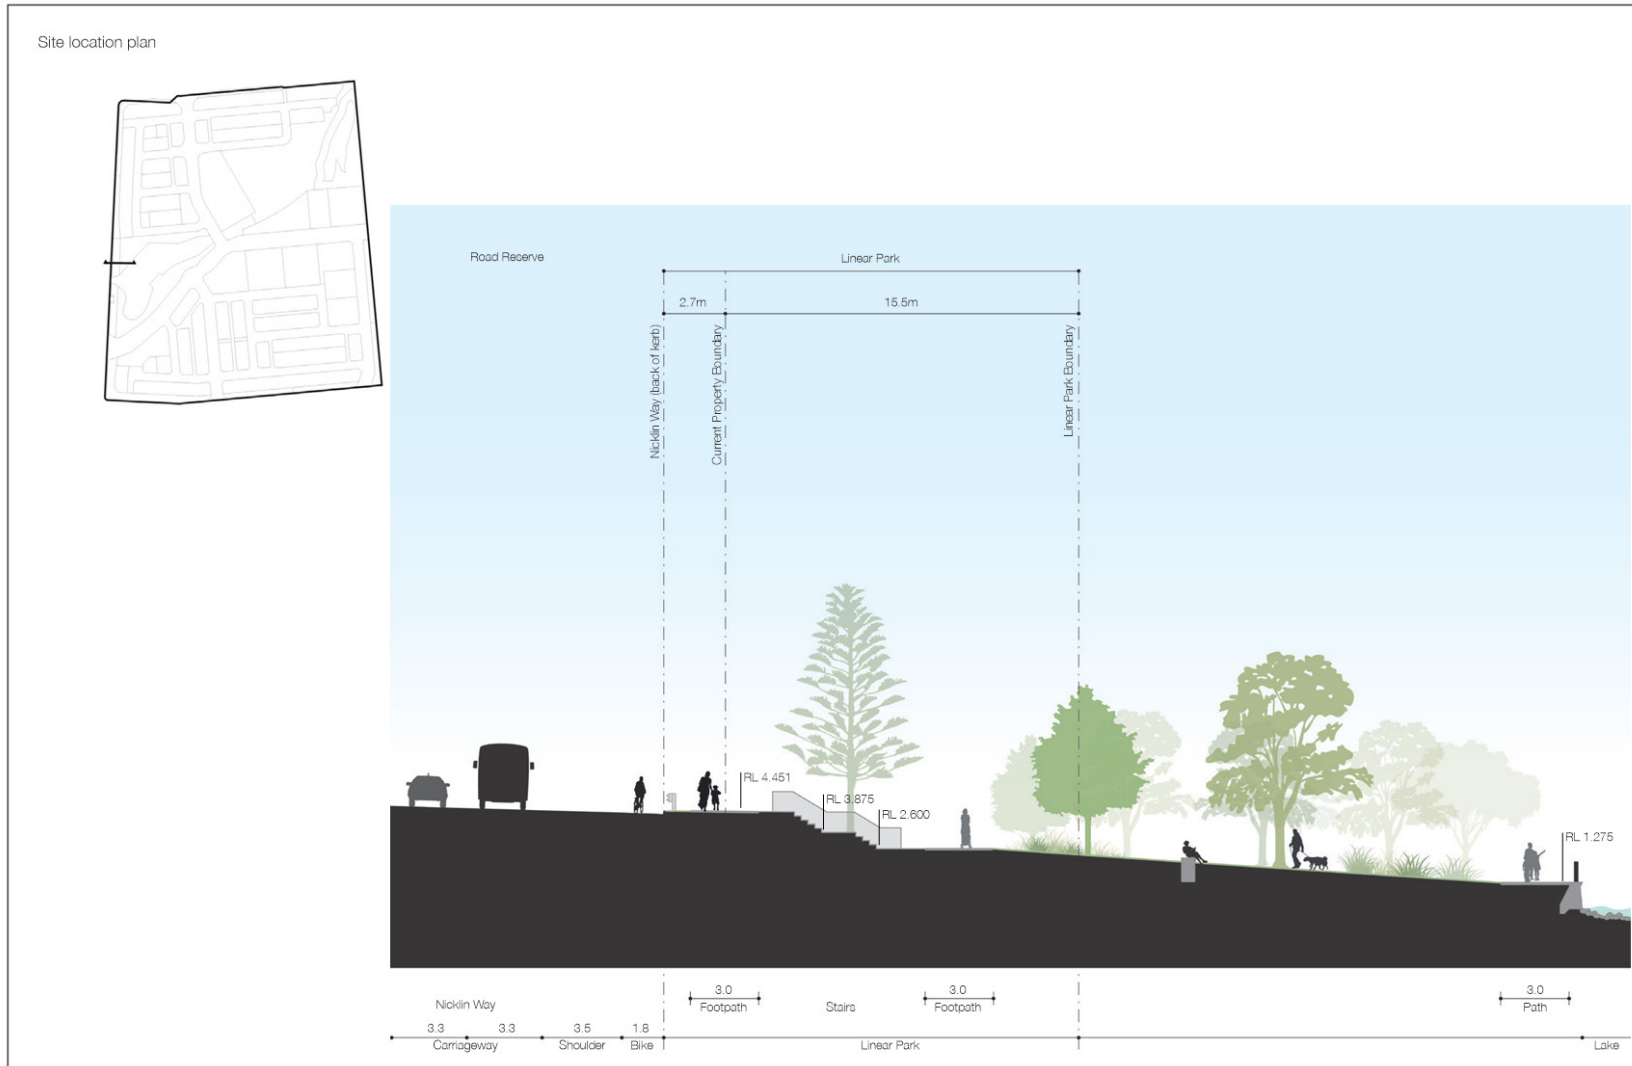 Site location plan
Road Reserve
Linear Park
2.7m
15.5m
Nicklin Way (back of kerb)
Current Property Boundary
Linear Park Boundary
RL 4.451
RL 3.875
RL 2.600
RL 1.275
3.0
Footpath
Stairs
3.0
Footpath
3.0
Path
Nicklin Way
3.3
3.3
3.5
1.8
Carriageway
Shoulder
Bike
Linear Park
Lake